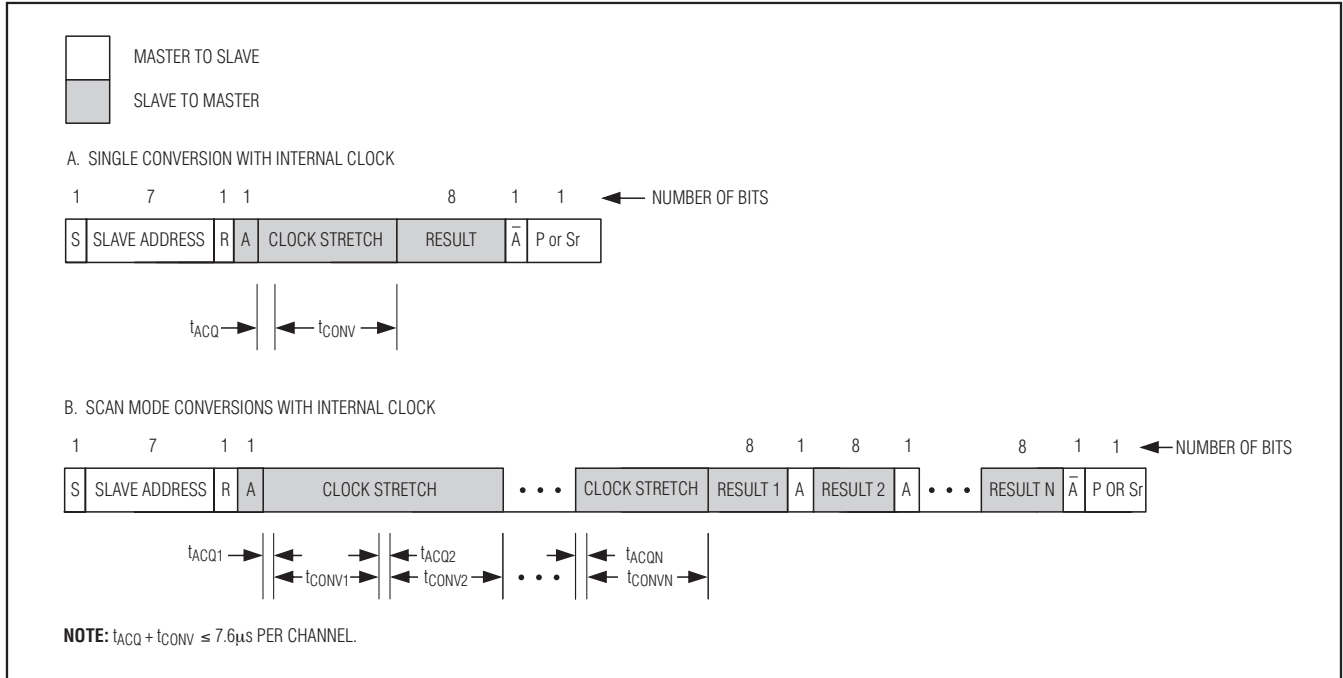 MASTER TO SLAVE
SLAVE TO MASTER
A. SINGLE CONVERSION WITH INTERNAL CLOCK
1 7 1 1 8 1 1 NUMBER OF BITS
S SLAVE ADDRESS R A CLOCK STRETCH RESULT A̅ P or Sr
tACQ tCONV
B. SCAN MODE CONVERSIONS WITH INTERNAL CLOCK
1 7 1 1 8 1 8 1 8 1 1 NUMBER OF BITS
S SLAVE ADDRESS R A CLOCK STRETCH • • • CLOCK STRETCH RESULT 1 A RESULT 2 A • • • RESULT N A̅ P OR Sr
tACQ1 tACQ2 tACQN
tCONV1 tCONV2 • • • tCONVN
NOTE: tACQ + tCONV ≤ 7.6μs PER CHANNEL.